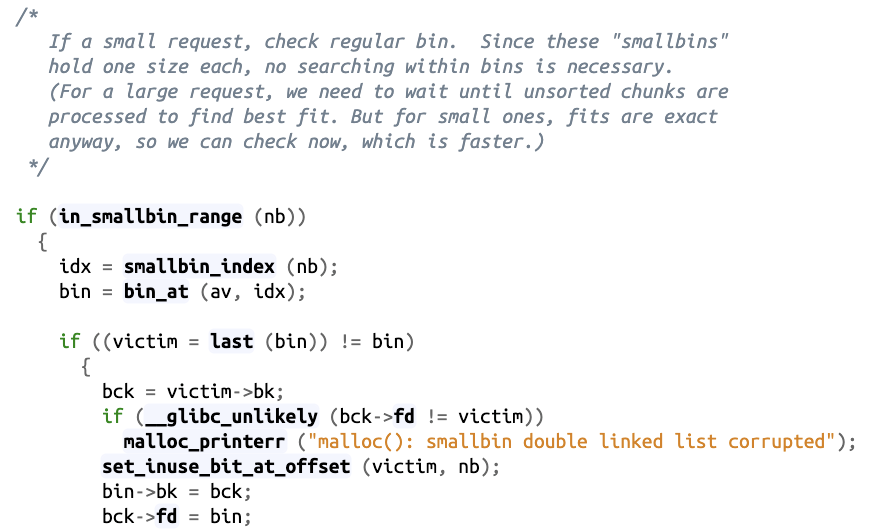 /*
If a small request, check regular bin.  Since these "smallbins"
hold one size each, no searching within bins is necessary.
(For a large request, we need to wait until unsorted chunks are
processed to find best fit. But for small ones, fits are exact
anyway, so we can check now, which is faster.)
*/
if (in_smallbin_range (nb))
{
idx = smallbin_index (nb);
bin = bin_at (av, idx);
if ((victim = last (bin)) != bin)
{
bck = victim->bk;
if (__glibc_unlikely (bck->fd != victim))
malloc_printerr ("malloc(): smallbin double linked list corrupted");
set_inuse_bit_at_offset (victim, nb);
bin->bk = bck;
bck->fd = bin;